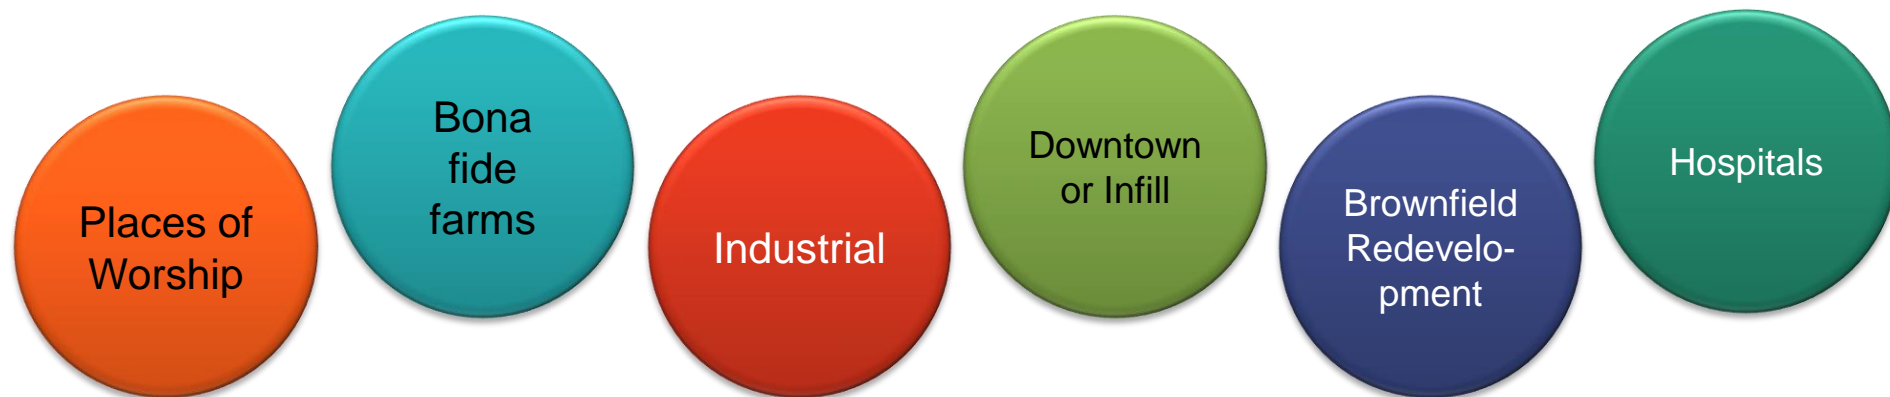 Places of
Worship
Bona
fide
farms
Industrial
Downtown
or Infill
Brownfield
Redevelo-
pment
Hospitals